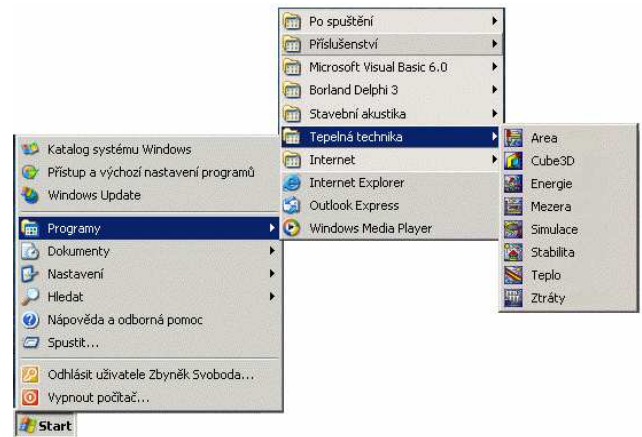 Po spuštění
Příslušenství
Microsoft Visual Basic 6.0
Borland Delphi 3
Stavební akustika
Tepelná technika
Internet
Internet Explorer
Outlook Express
Windows Media Player
Area
Cube3D
Energie
Mezera
Simulace
Stabilita
Teplo
Ztráty
Katalog systému Windows
Přístup a výchozí nastavení programů
Windows Update
Programy
Dokumenty
Nastavení
Hledat
Nápověda a odborná pomoc
Spustit...
Odhlásit uživatele Zbyněk Svoboda...
Vypnout počítač...
Start